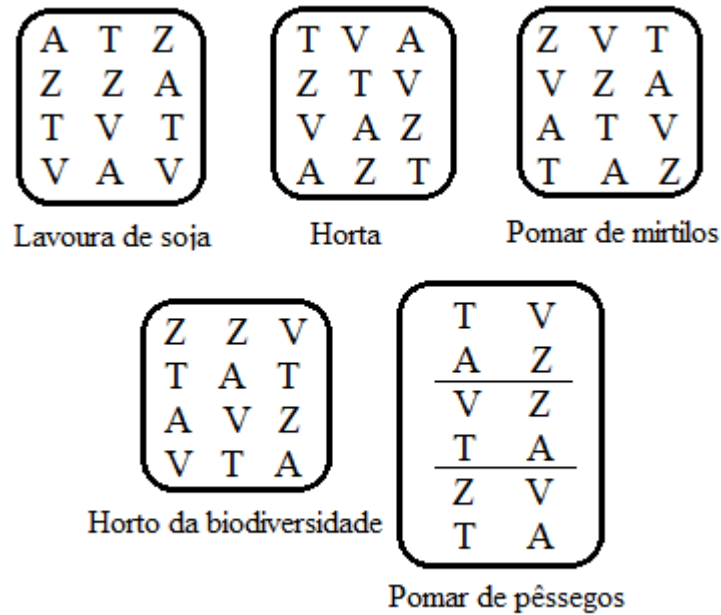 A T Z
Z Z A
T V T
V A V
Lavoura de soja
T V A
Z T V
V A Z
A Z T
Horta
Z V T
V Z A
A T V
T A Z
Pomar de mirtilos
Z Z V
T A T
A V Z
V T A
Horto da biodiversidade
T V
A Z
V Z
T A
Z V
T A
Pomar de pêssegos